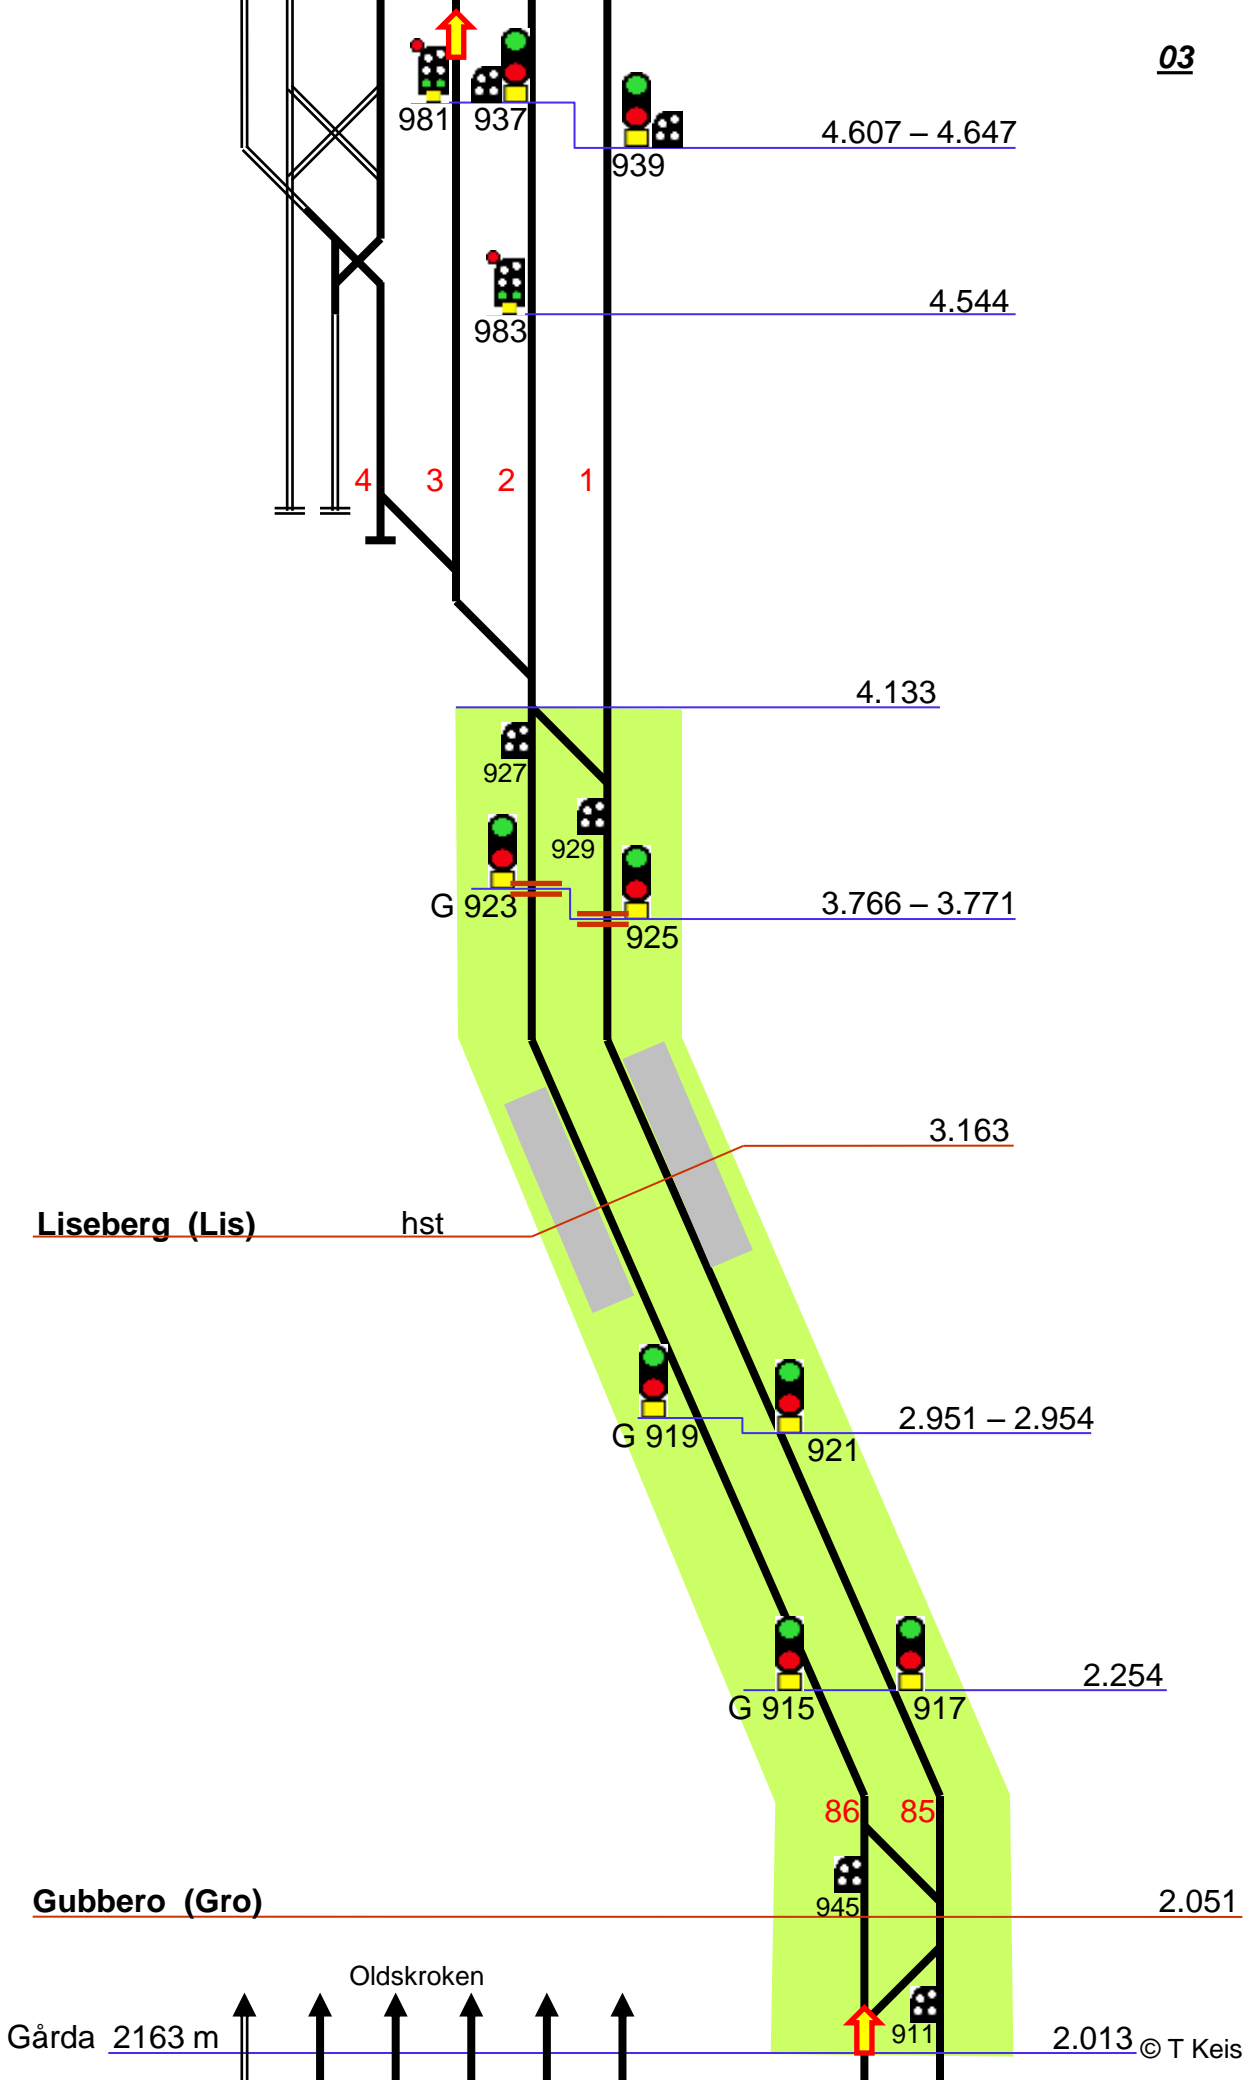 03
981 937
4.607 – 4.647
939
4.544
983
4 3 2 1
4.133
927
929
G 923
3.766 – 3.771
925
3.163
Liseberg (Lis) hst
2.951 – 2.954
G 919
921
2.254
G 915 917
86 85
Gubbero (Gro) 945 2.051
Oldskroken
Gårda 2163 m 911 2.013 © T Keis